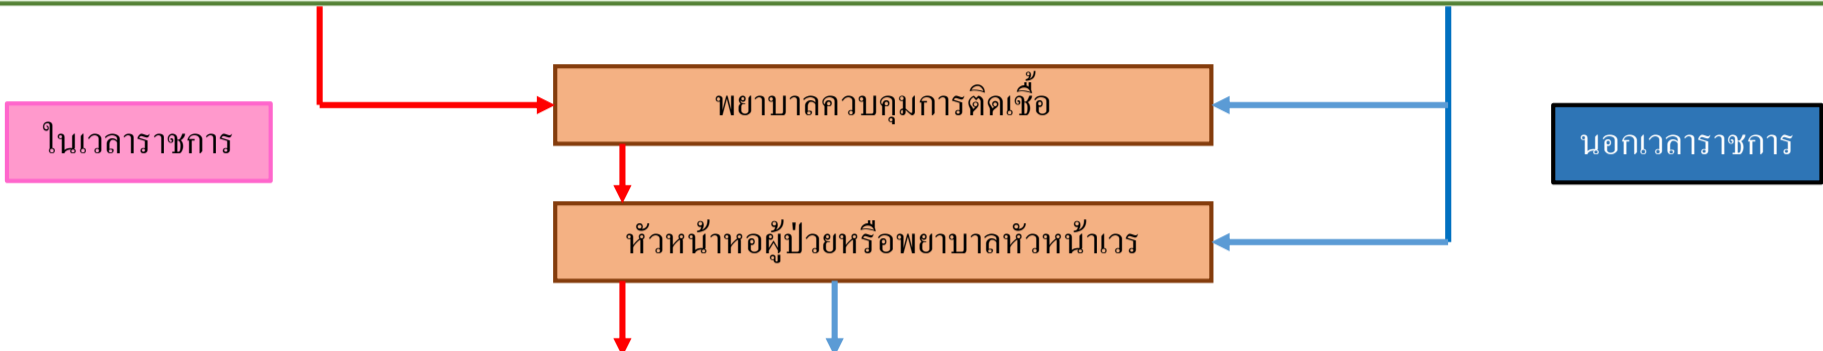 พยาบาลควบคุมการติดเชื้อ
ในเวลาราชการ
นอกเวลาราชการ
หัวหน้าหอผู้ป่วยหรือพยาบาลหัวหน้าเวร